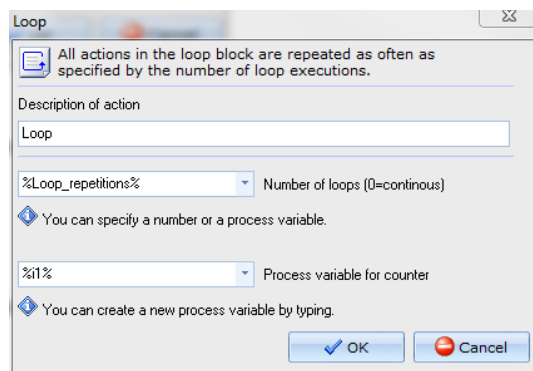 Loop
All actions in the loop block are repeated as often as
specified by the number of loop executions.
Description of action
Loop
%Loop_repetitions%
Number of loops (0=continous)
You can specify a number or a process variable.
%i1%
Process variable for counter
You can create a new process variable by typing.
OK
Cancel